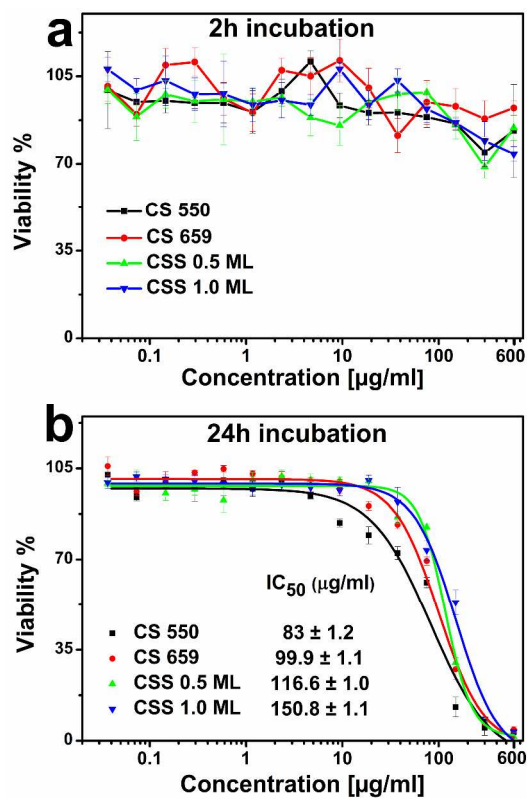 a
2h incubation
105
70
35
0
Viability %
CS 550
CS 659
CSS 0.5 ML
CSS 1.0 ML
0.1 1 10 100 600
Concentration [µg/ml]
b
24h incubation
105
70
35
0
Viability %
IC50 (µg/ml)
CS 550 83 ± 1.2
CS 659 99.9 ± 1.1
CSS 0.5 ML 116.6 ± 1.0
CSS 1.0 ML 150.8 ± 1.1
0.1 1 10 100 600
Concentration [µg/ml]